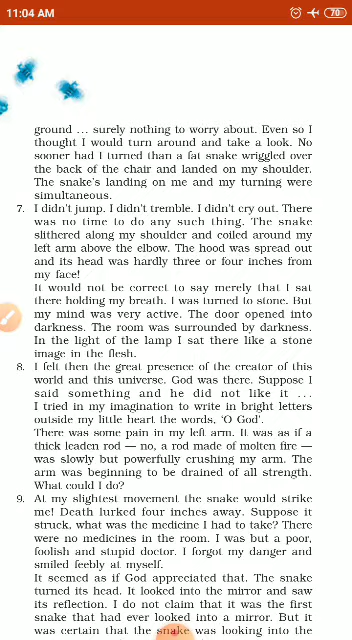 11:04 AM
70
ground ... surely nothing to worry about. Even so I
thought I would turn around and take a look. No
sooner had I turned than a fat snake wriggled over
the back of the chair and landed on my shoulder.
The snake's landing on me and my turning were
simultaneous.
7. I didn't jump. I didn't tremble. I didn't cry out. There
was no time to do any such thing. The snake
slithered along my shoulder and coiled around my
left arm above the elbow. The hood was spread out
and its head was hardly three or four inches from
my face!
It would not be correct to say merely that I sat
there holding my breath. I was turned to stone. But
my mind was very active. The door opened into
darkness. The room was surrounded by darkness.
In the light of the lamp I sat there like a stone
image in the flesh.
8. I felt then the great presence of the creator of this
world and this universe. God was there. Suppose I
said something and he did not like it ...
I tried in my imagination to write in bright letters
outside my little heart the words, ‘O God’.
There was some pain in my left arm. It was as if a
thick leaden rod — no, a rod made of molten fire —
was slowly but powerfully crushing my arm. The
arm was beginning to be drained of all strength.
What could I do?
9. At my slightest movement the snake would strike
me! Death lurked four inches away. Suppose it
struck, what was the medicine I had to take? There
were no medicines in the room. I was but a poor,
foolish and stupid doctor. I forgot my danger and
smiled feebly at myself.
It seemed as if God appreciated that. The snake
turned its head. It looked into the mirror and saw
its reflection. I do not claim that it was the first
snake that had ever looked into a mirror. But it
was certain that the snake was looking into the